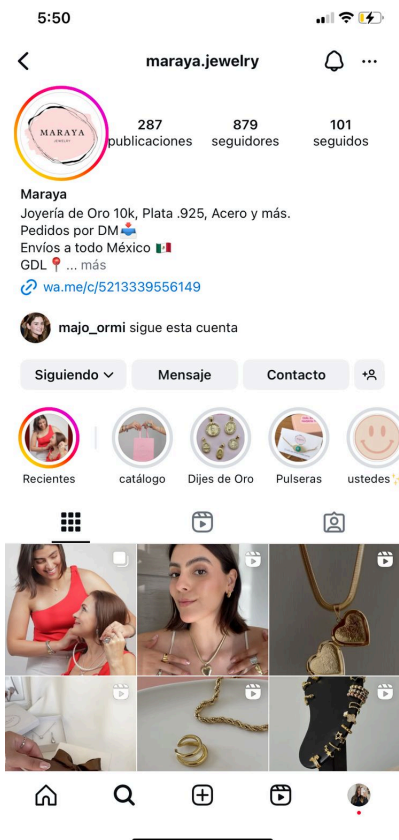 5:50
maraya.jewelry
MARAYA
JEWELRY
287 879 101
publicaciones seguidores seguidos
Maraya
Joyería de Oro 10k, Plata .925, Acero y más.
Pedidos por DM📥
Envíos a todo México 🇲🇽
GDL📍... más
wa.me/c/5213339556149
majo_ormi sigue esta cuenta
Siguiendo Mensaje Contacto
Recientes catálogo Dijes de Oro Pulseras ustedes✨